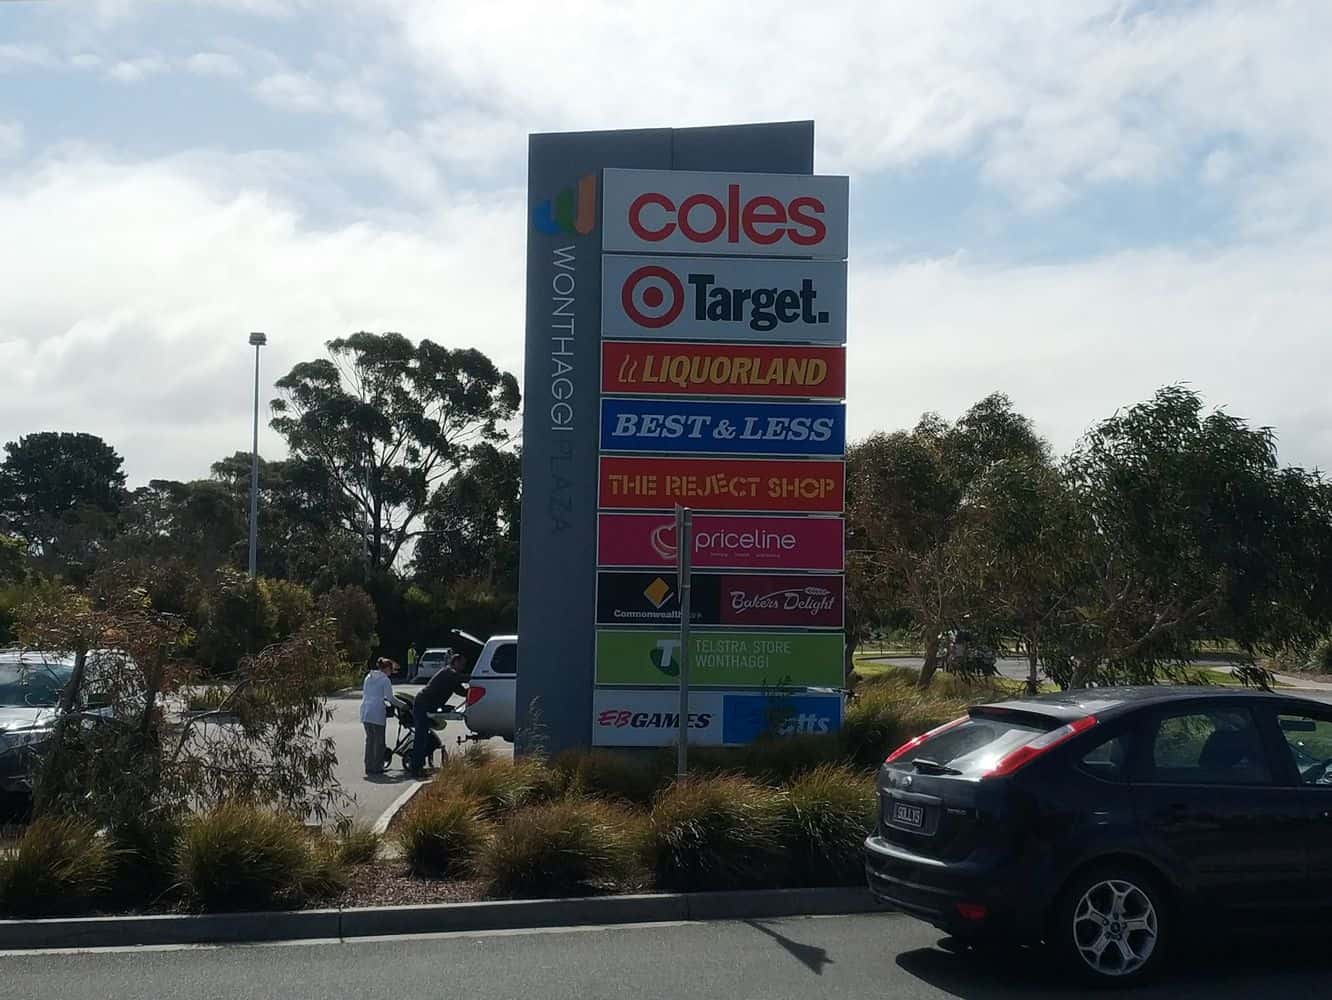 WONTHAGGI PLAZA
coles
Target.
LIQUORLAND
BEST & LESS
THE REJECT SHOP
priceline
Commonwealth
Bakers Delight
TELSTRA STORE
WONTHAGGI
EB GAMES
SOLLYS